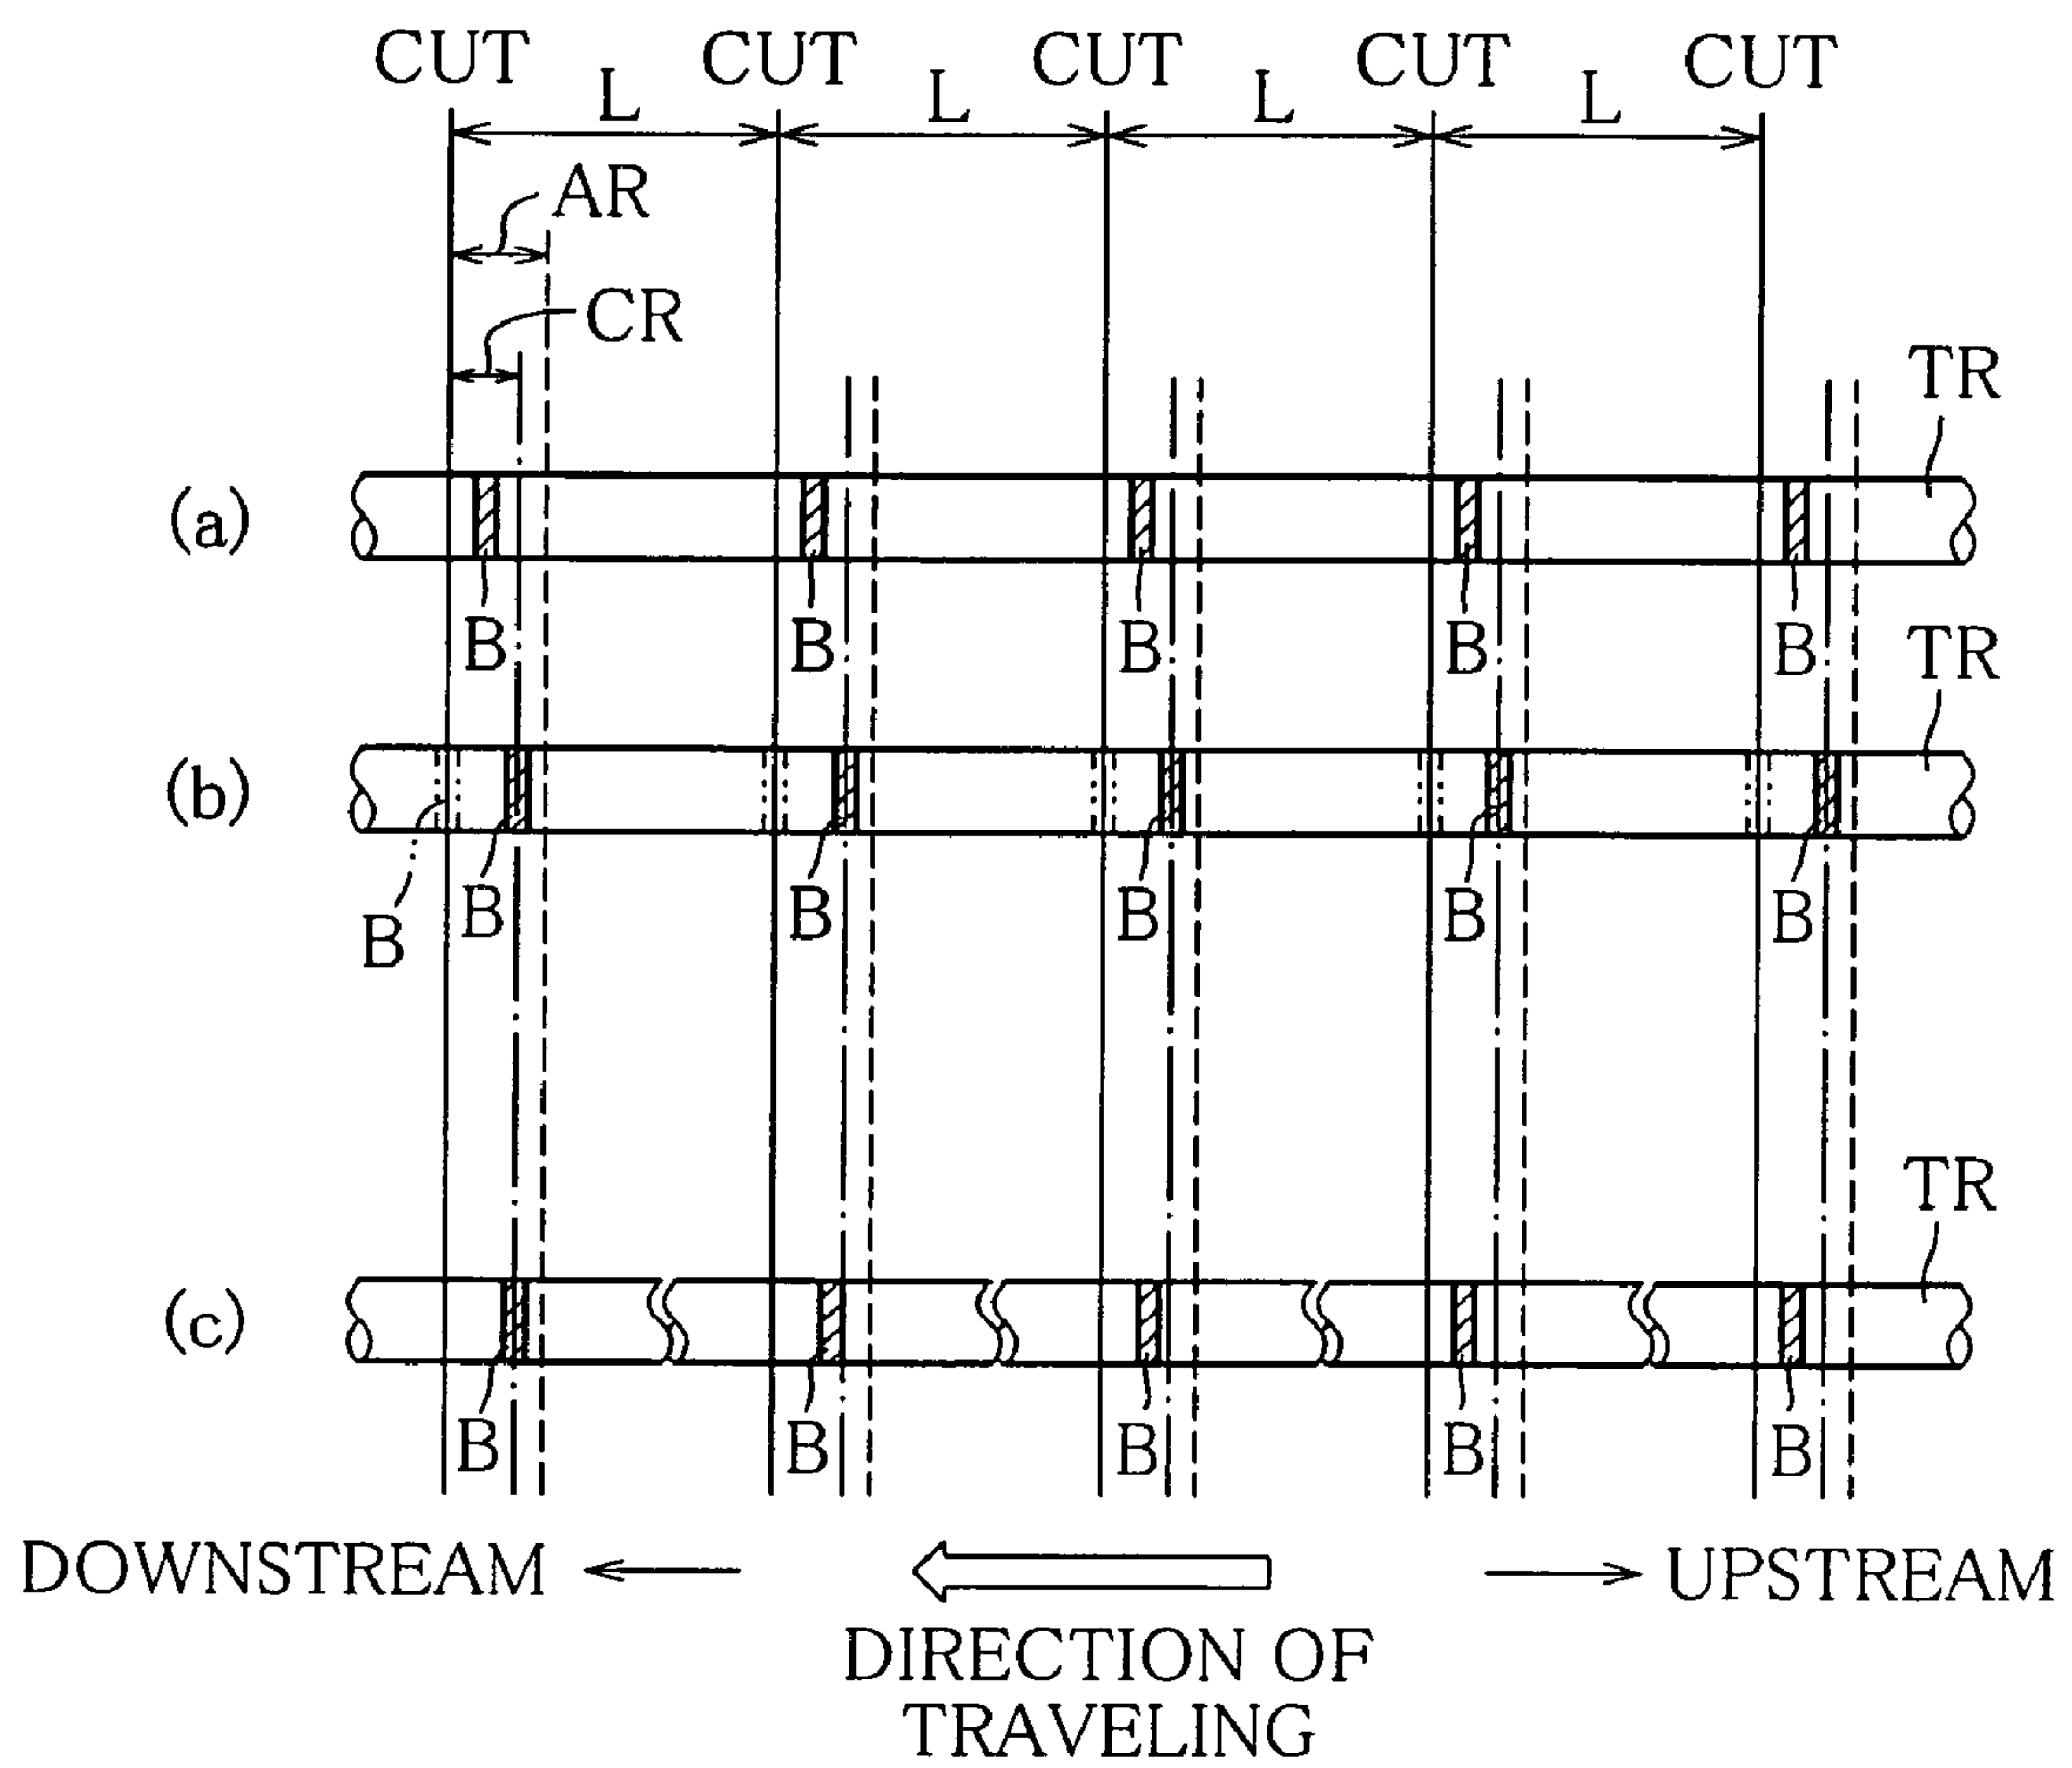 CUT CUT CUT CUT CUT
L L L L
AR
CR
TR
(a)
B B B B B
TR
(b)
B B B B B
B
TR
(c)
B B B B B
DOWNSTREAM UPSTREAM
DIRECTION OF
TRAVELING